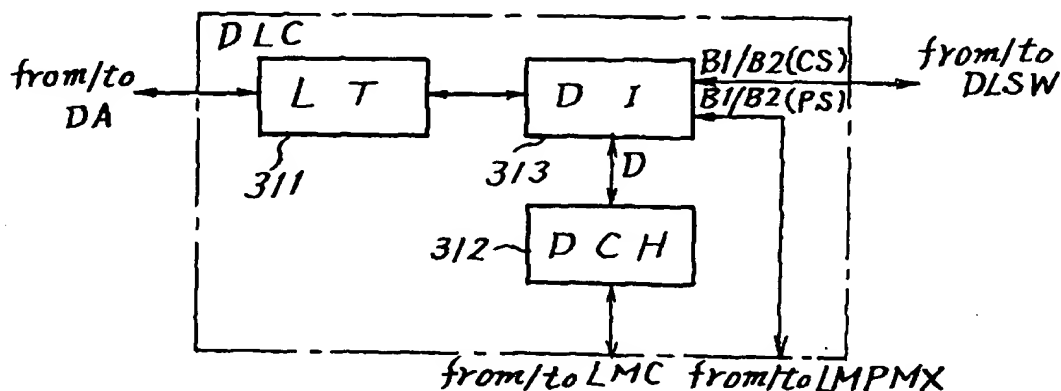 DLC
from/to
DA
LT
311
DI
313
B1/B2(CS)
B1/B2(PS)
from/to
DLSW
D
312
DCH
from/to LMC
from/to LMPMX